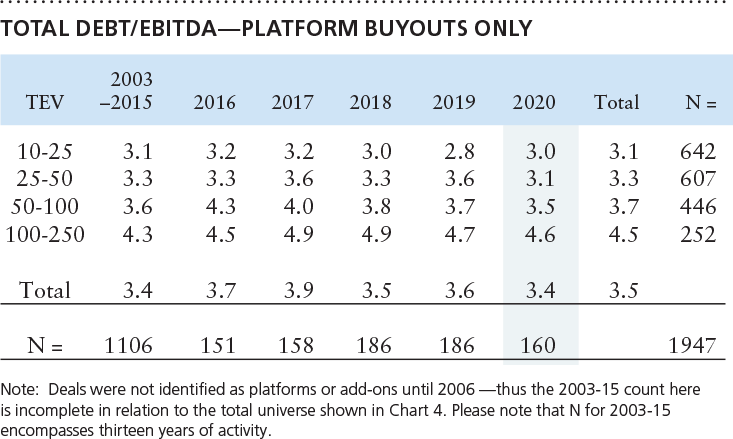 TOTAL DEBT/EBITDA—PLATFORM BUYOUTS ONLY
2003
TEV –2015 2016 2017 2018 2019 2020 Total N =
10-25 3.1 3.2 3.2 3.0 2.8 3.0 3.1 642
25-50 3.3 3.3 3.6 3.3 3.6 3.1 3.3 607
50-100 3.6 4.3 4.0 3.8 3.7 3.5 3.7 446
100-250 4.3 4.5 4.9 4.9 4.7 4.6 4.5 252
Total 3.4 3.7 3.9 3.5 3.6 3.4 3.5
N = 1106 151 158 186 186 160 1947
Note: Deals were not identified as platforms or add-ons until 2006 —thus the 2003-15 count here
is incomplete in relation to the total universe shown in Chart 4. Please note that N for 2003-15
encompasses thirteen years of activity.